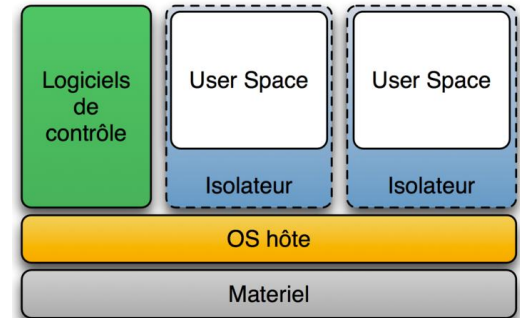 Logiciels
de
contrôle
User Space
Isolateur
User Space
Isolateur
OS hôte
Materiel